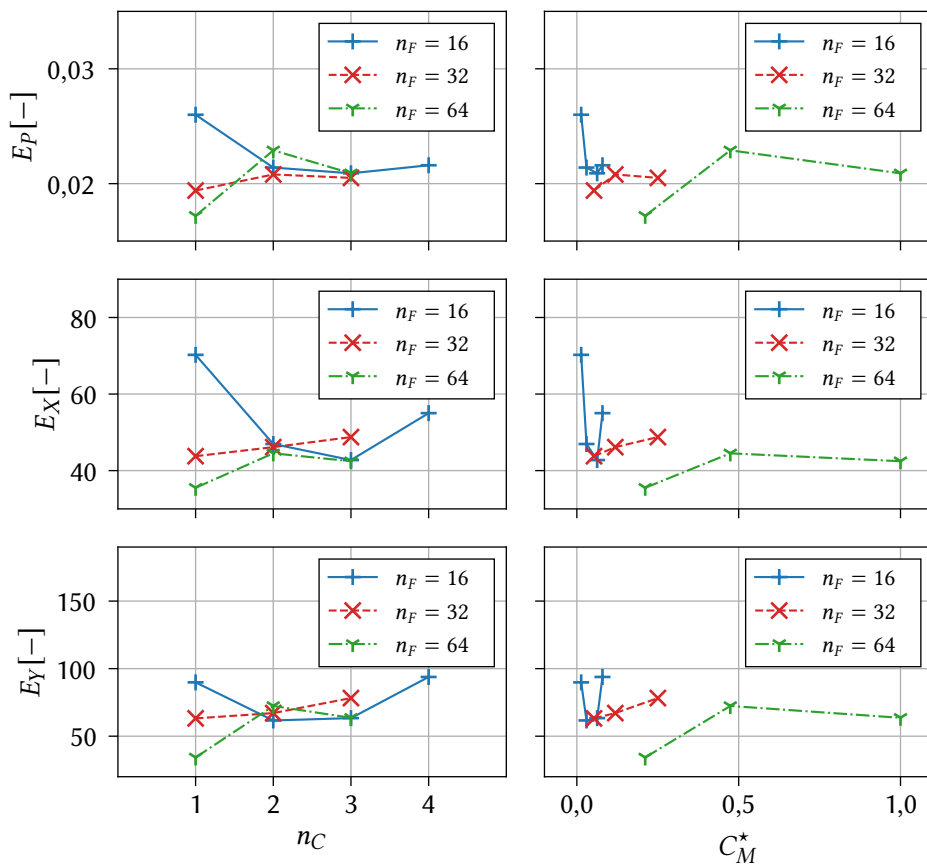 0,03
0,02
E_P [−]
n_F = 16
n_F = 32
n_F = 64
n_F = 16
n_F = 32
n_F = 64
80
60
40
E_X [−]
n_F = 16
n_F = 32
n_F = 64
n_F = 16
n_F = 32
n_F = 64
150
100
50
E_Y [−]
n_F = 16
n_F = 32
n_F = 64
n_F = 16
n_F = 32
n_F = 64
1 2 3 4
n_C
0,0 0,5 1,0
C_M^⋆